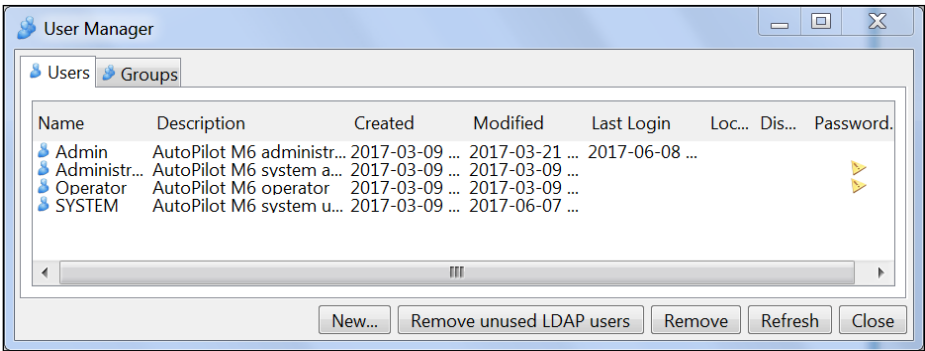 User Manager
Users Groups
Name Description Created Modified Last Login Loc... Dis... Password.
Admin AutoPilot M6 administr... 2017-03-09 ... 2017-03-21 ... 2017-06-08 ...
Administr... AutoPilot M6 system a... 2017-03-09 ... 2017-03-09 ...
Operator AutoPilot M6 operator 2017-03-09 ... 2017-03-09 ...
SYSTEM AutoPilot M6 system u... 2017-03-09 ... 2017-06-07 ...
New... Remove unused LDAP users Remove Refresh Close